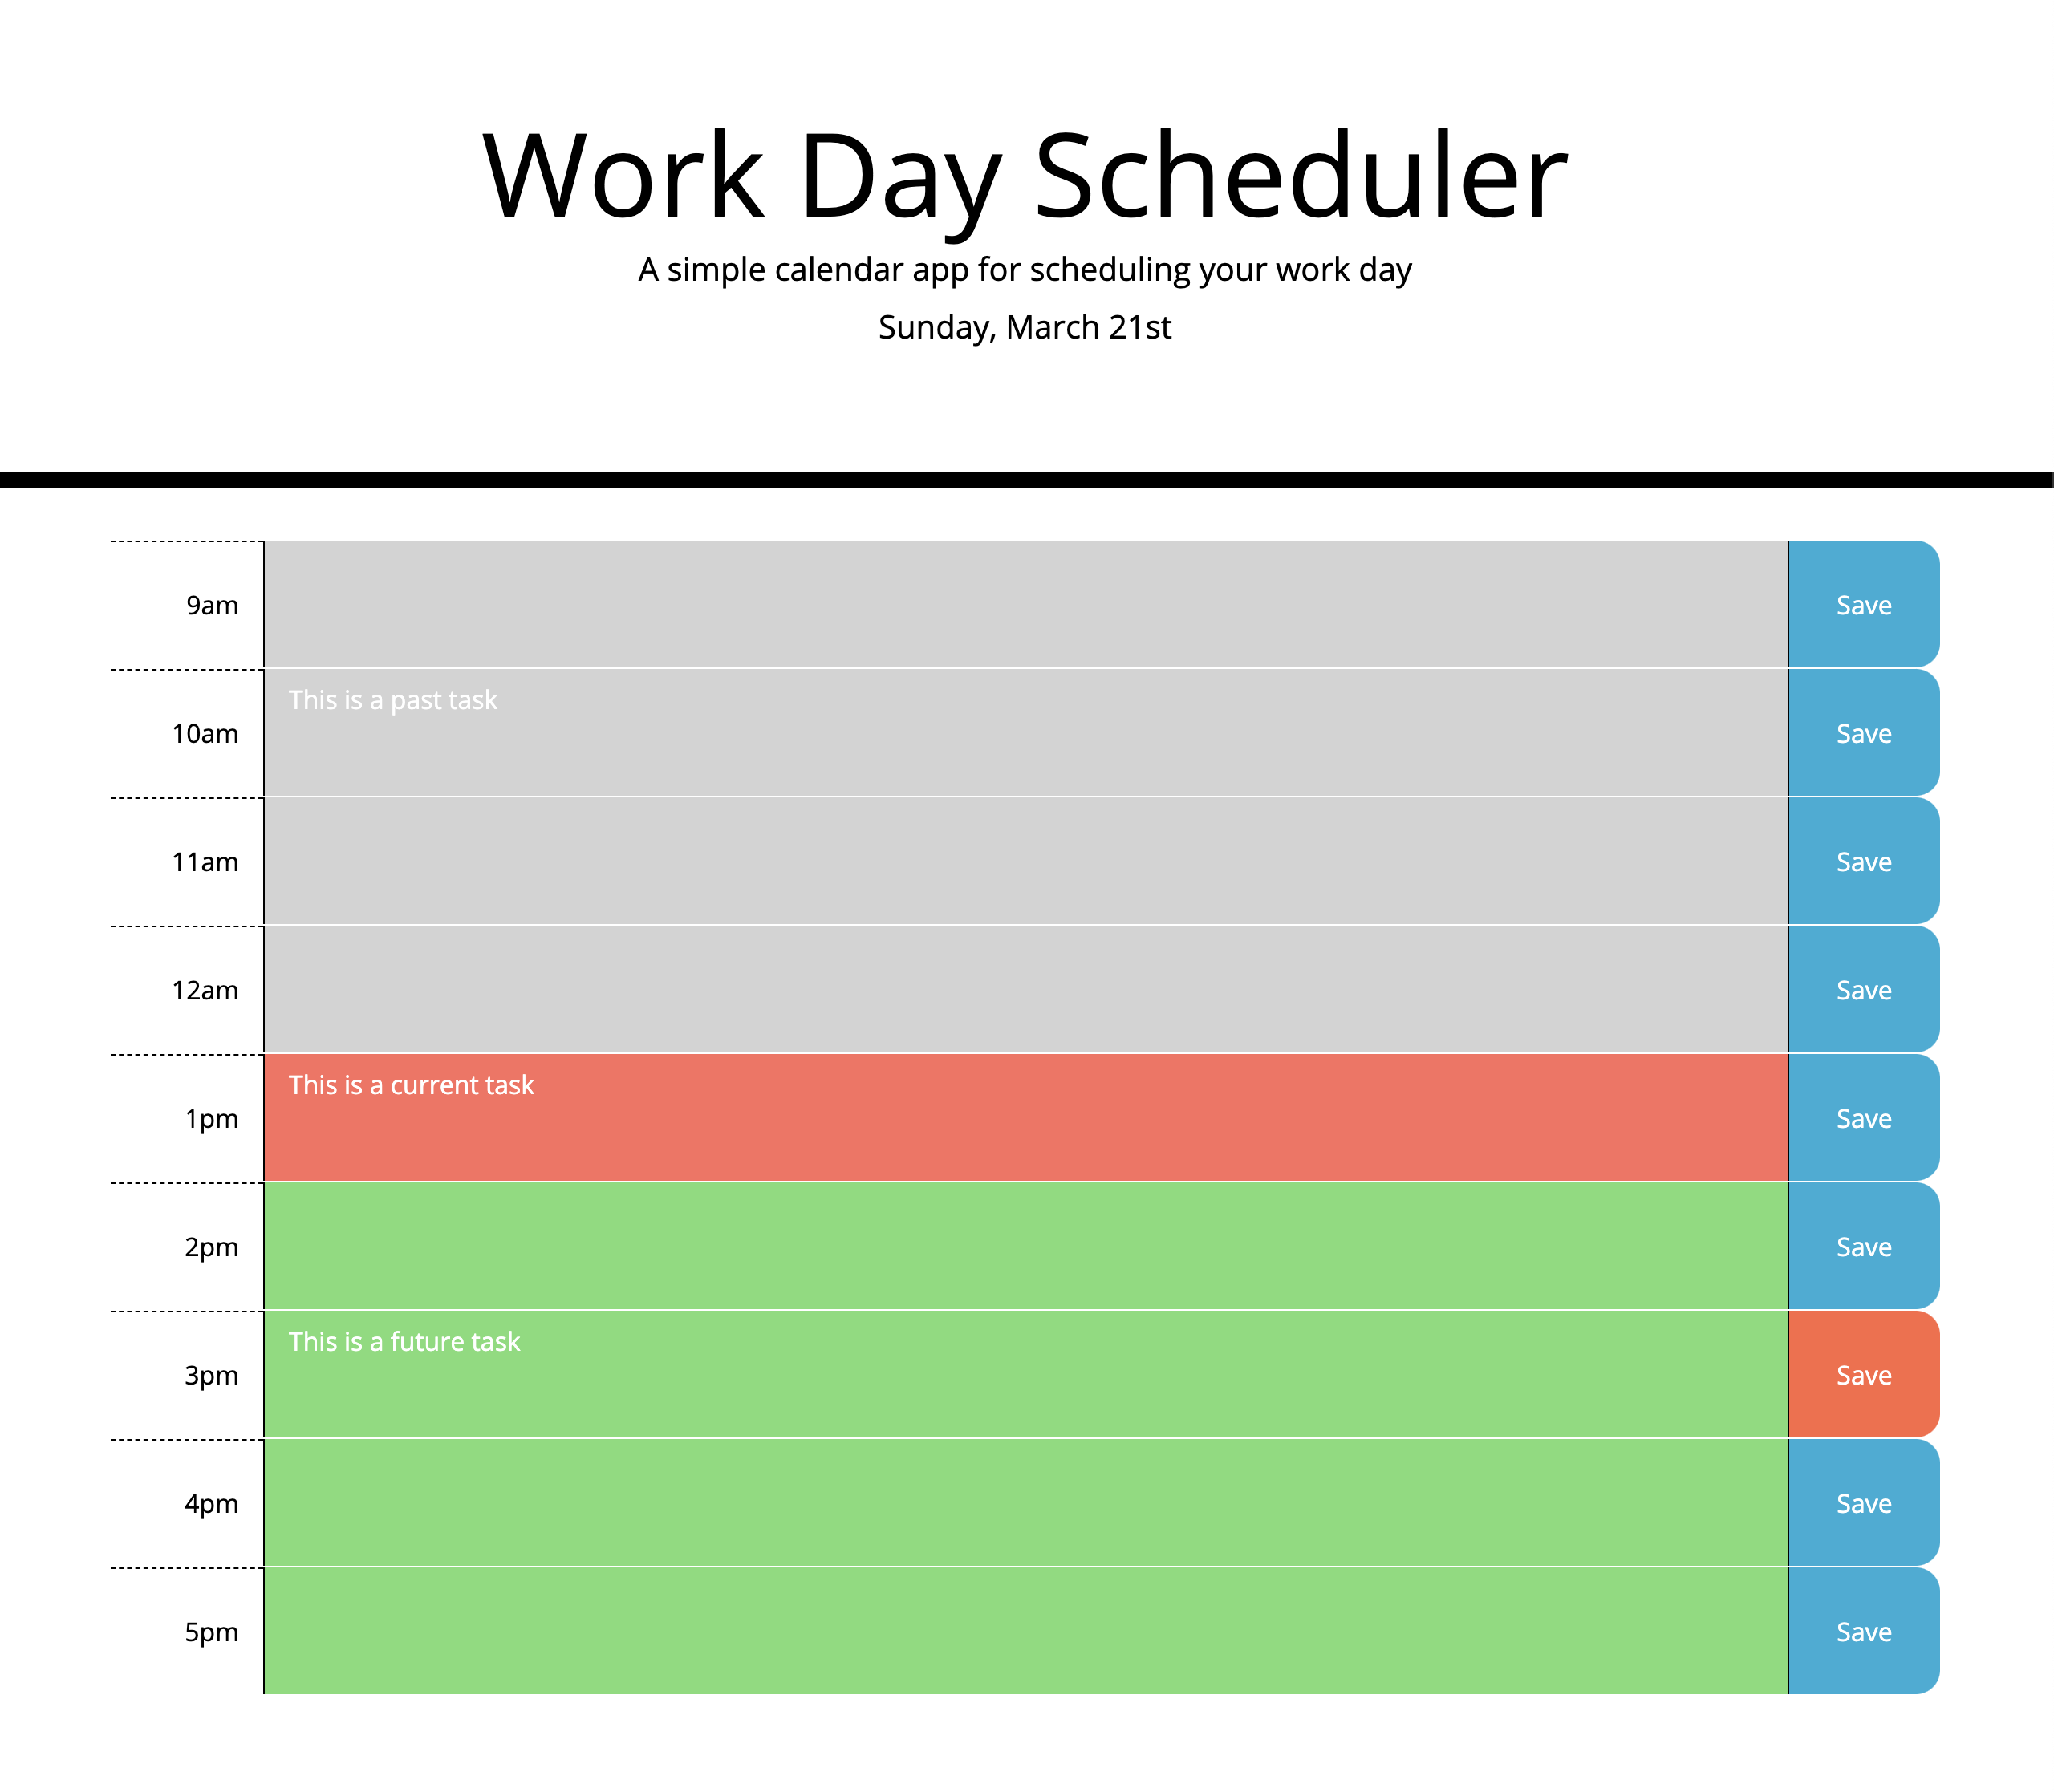 Work Day Scheduler
A simple calendar app for scheduling your work day
Sunday, March 21st
9am Save
This is a past task
10am Save
11am Save
12am Save
This is a current task
1pm Save
2pm Save
This is a future task
3pm Save
4pm Save
5pm Save